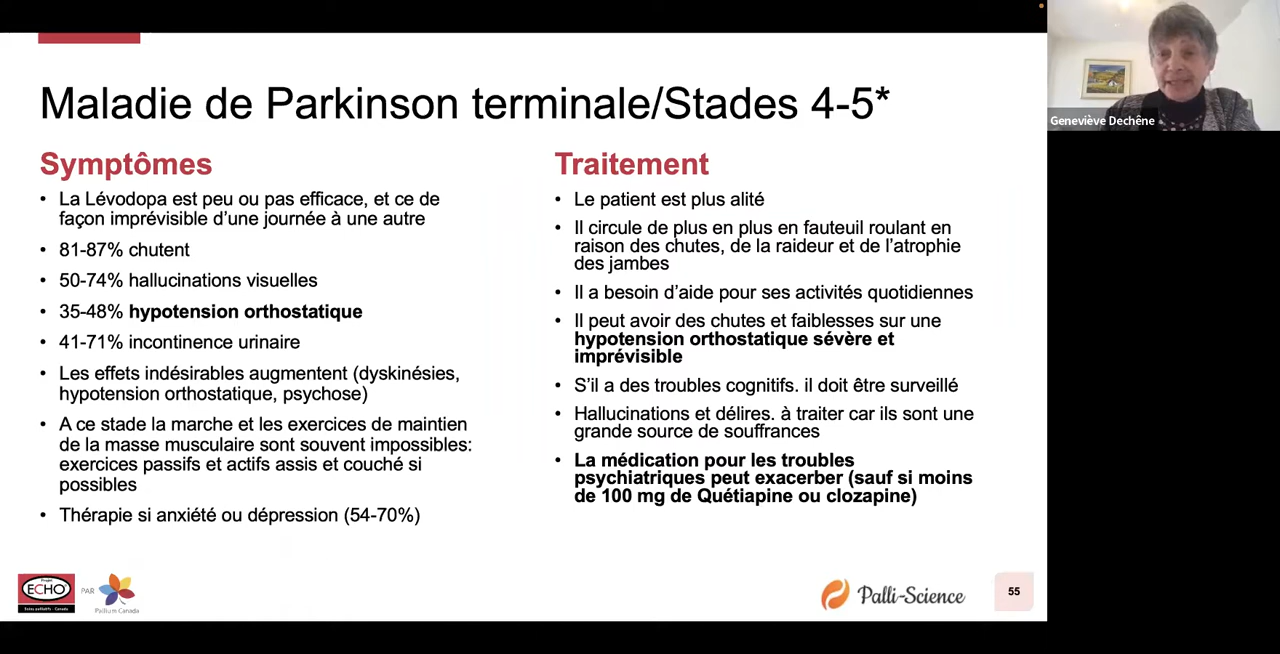 Maladie de Parkinson terminale/Stades 4-5*
Symptômes
• La Lévodopa est peu ou pas efficace, et ce de
façon imprévisible d'une journée à une autre
• 81-87% chutent
• 50-74% hallucinations visuelles
• 35-48% hypotension orthostatique
• 41-71% incontinence urinaire
• Les effets indésirables augmentent (dyskinésies,
hypotension orthostatique, psychose)
• A ce stade la marche et les exercices de maintien
de la masse musculaire sont souvent impossibles:
exercices passifs et actifs assis et couché si
possibles
• Thérapie si anxiété ou dépression (54-70%)
Traitement
• Le patient est plus alité
• Il circule de plus en plus en fauteuil roulant en
raison des chutes, de la raideur et de l'atrophie
des jambes
• Il a besoin d'aide pour ses activités quotidiennes
• Il peut avoir des chutes et faiblesses sur une
hypotension orthostatique sévère et
imprévisible
• S'il a des troubles cognitifs. il doit être surveillé
• Hallucinations et délires. à traiter car ils sont une
grande source de souffrances
• La médication pour les troubles
psychiatriques peut exacerber (sauf si moins
de 100 mg de Quétiapine ou clozapine)
Geneviève Dechêne
Projet
ECHO
Soins palliatifs Canada
PAR
Pallium Canada
Palli-Science
55